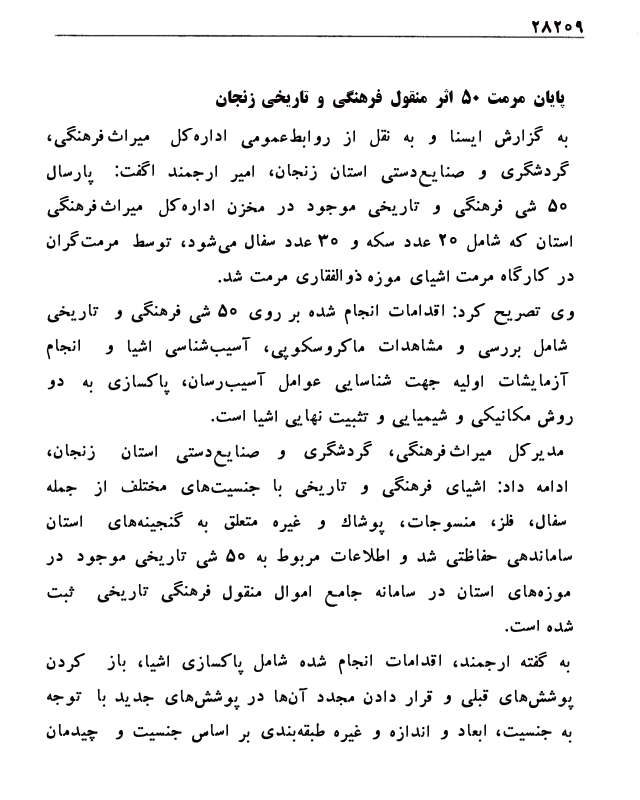 ۲۸۲۰۹
پایان مرمت ۵۰ اثر منقول فرهنگی و تاریخی زنجان
به گزارش ایسنا و به نقل از روابط‌عمومی اداره‌کل میراث‌فرهنگی،
گردشگری و صنایع‌دستی استان زنجان، امیر ارجمند اگفت: پارسال
۵۰ شی فرهنگی و تاریخی موجود در مخزن اداره‌کل میراث‌فرهنگی
استان که شامل ۲۰ عدد سکه و ۳۰ عدد سفال می‌شود، توسط مرمت‌گران
در کارگاه مرمت اشیای موزه ذوالفقاری مرمت شد.
وی تصریح کرد: اقدامات انجام شده بر روی ۵۰ شی فرهنگی و تاریخی
شامل بررسی و مشاهدات ماکروسکوپی، آسیب‌شناسی اشیا و انجام
آزمایشات اولیه جهت شناسایی عوامل آسیب‌رسان، پاکسازی به دو
روش مکانیکی و شیمیایی و تثبیت نهایی اشیا است.
مدیرکل میراث‌فرهنگی، گردشگری و صنایع‌دستی استان زنجان،
ادامه داد: اشیای فرهنگی و تاریخی با جنسیت‌های مختلف از جمله
سفال، فلز، منسوجات، پوشاك و غیره متعلق به گنجینه‌های استان
ساماندهی حفاظتی شد و اطلاعات مربوط به ۵۰ شی تاریخی موجود در
موزه‌های استان در سامانه جامع اموال منقول فرهنگی تاریخی ثبت
شده است.
به گفته ارجمند، اقدامات انجام شده شامل پاکسازی اشیا، باز کردن
پوشش‌های قبلی و قرار دادن مجدد آن‌ها در پوشش‌های جدید با توجه
به جنسیت، ابعاد و اندازه و غیره طبقه‌بندی بر اساس جنسیت و چیدمان